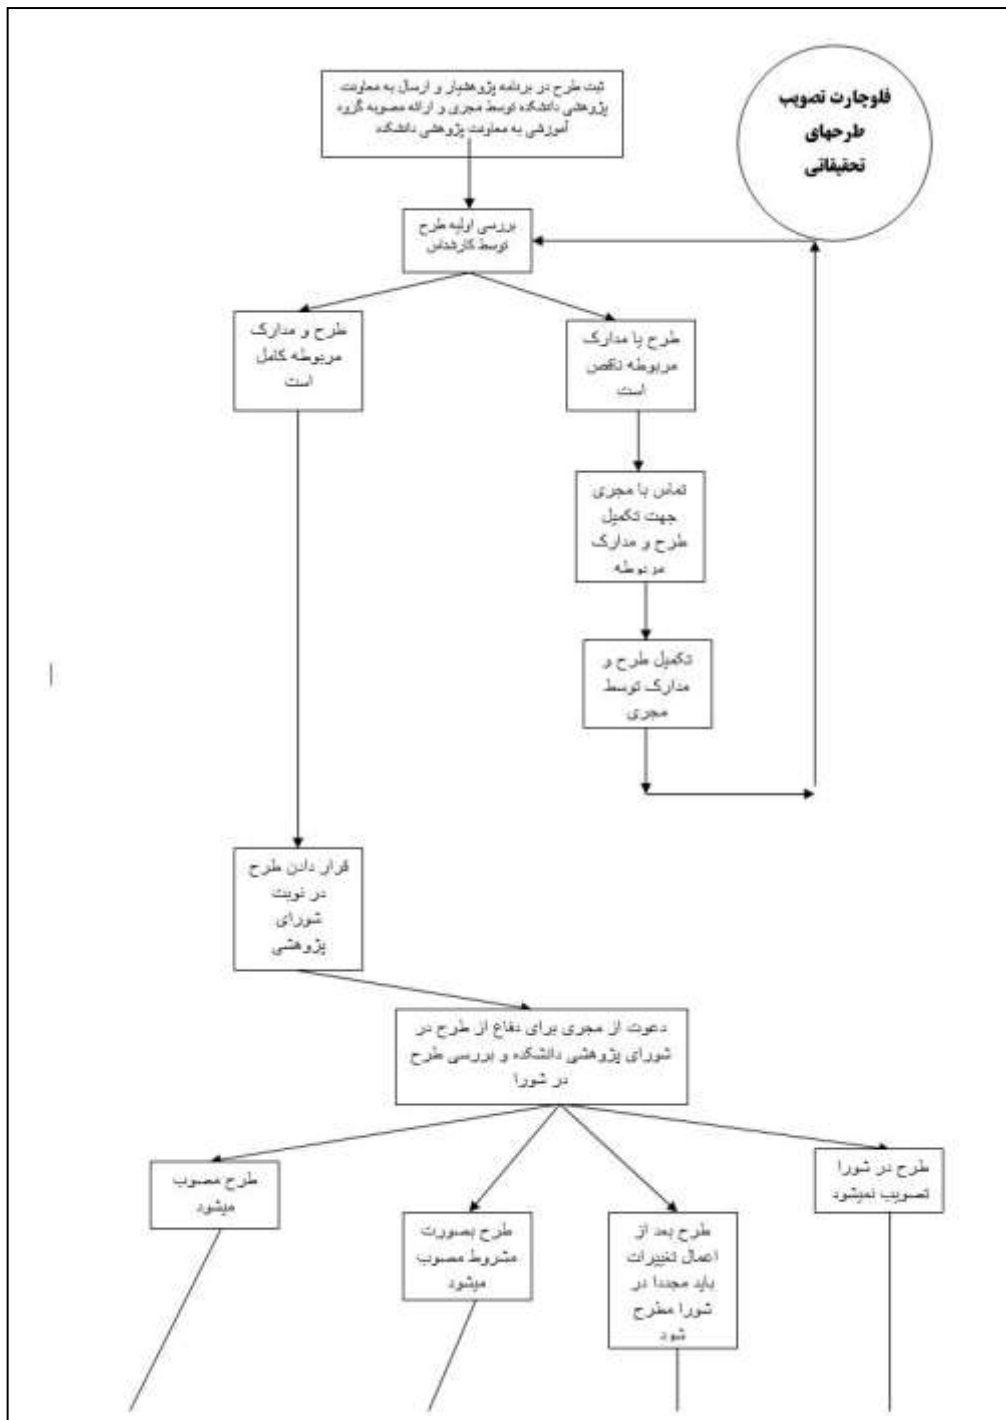 فلوچارت تصویب
طرحهای
تحقیقاتی
ثبت طرح در برنامه پژوهشیار و ارسال به معاونت
پژوهشی دانشکده توسط مجری و ارائه مصوبه گروه
آموزشی به معاونت پژوهشی دانشکده
بررسی اولیه طرح
توسط کارشناس
طرح یا مدارک
مربوطه ناقص
است
طرح و مدارک
مربوطه کامل
است
تماس با مجری
جهت تکمیل
طرح و مدارک
مربوطه
تکمیل طرح و
مدارک توسط
مجری
قرار دادن طرح
در نوبت
شورای
پژوهشی
دعوت از مجری برای دفاع از طرح در
شورای پژوهشی دانشکده و بررسی طرح
در شورا
طرح در شورا
تصویب نمیشود
طرح بعد از
اعمال تغییرات
باید مجددا در
شورا مطرح
شود
طرح بصورت
مشروط مصوب
میشود
طرح مصوب
میشود